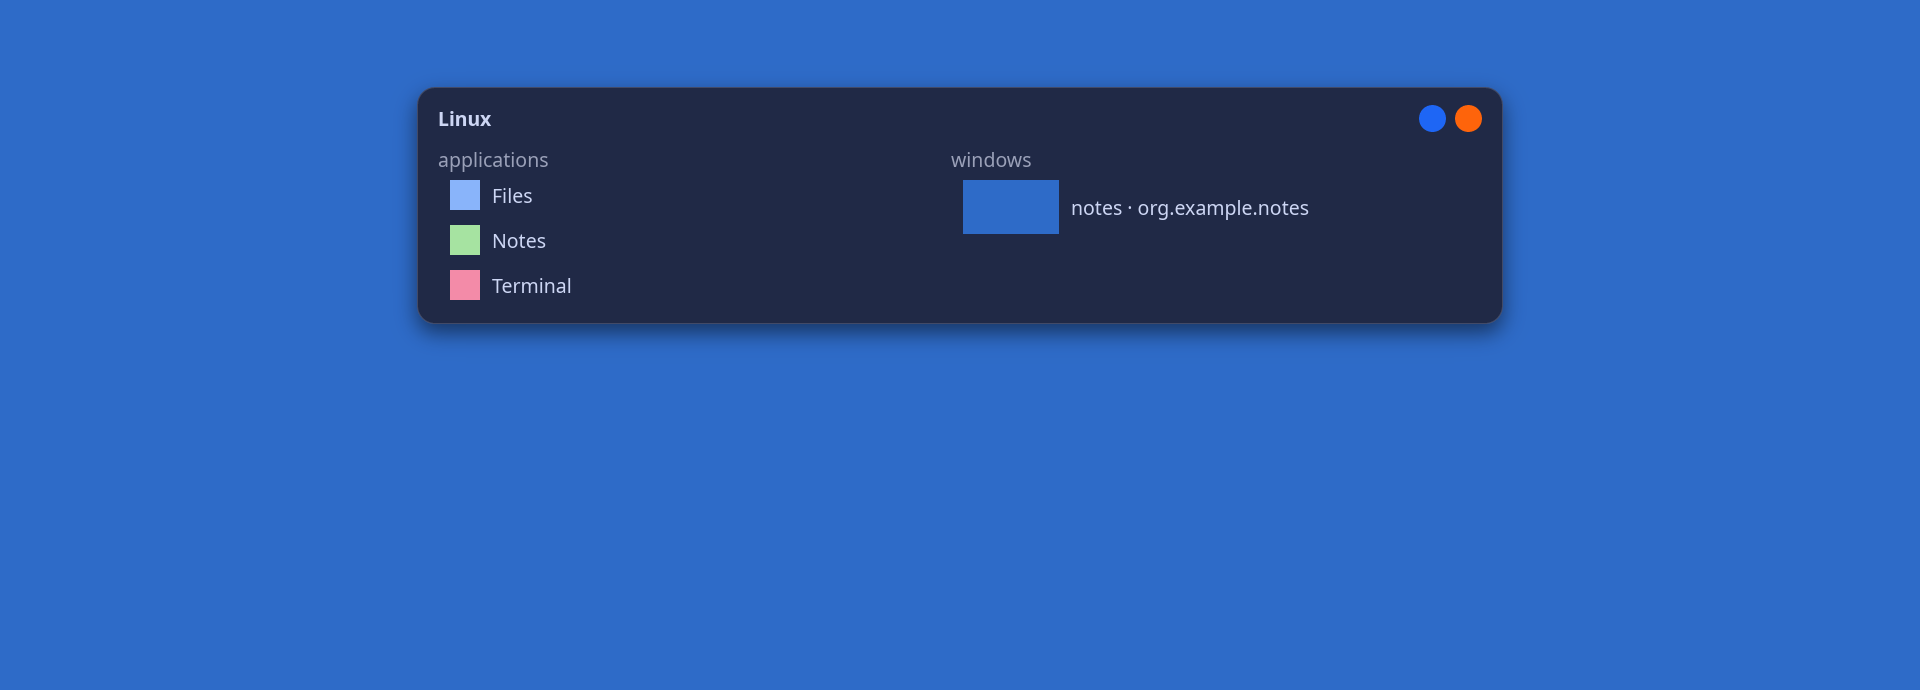 Linux
applications
Files
Notes
Terminal
windows
notes · org.example.notes